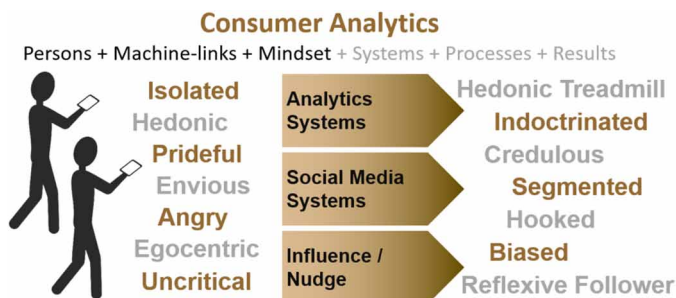 Consumer Analytics
Persons + Machine-links + Mindset + Systems + Processes + Results
Isolated
Hedonic
Prideful
Envious
Angry
Egocentric
Uncritical
Analytics
Systems
Social Media
Systems
Influence /
Nudge
Hedonic Treadmill
Indoctrinated
Credulous
Segmented
Hooked
Biased
Reflexive Follower